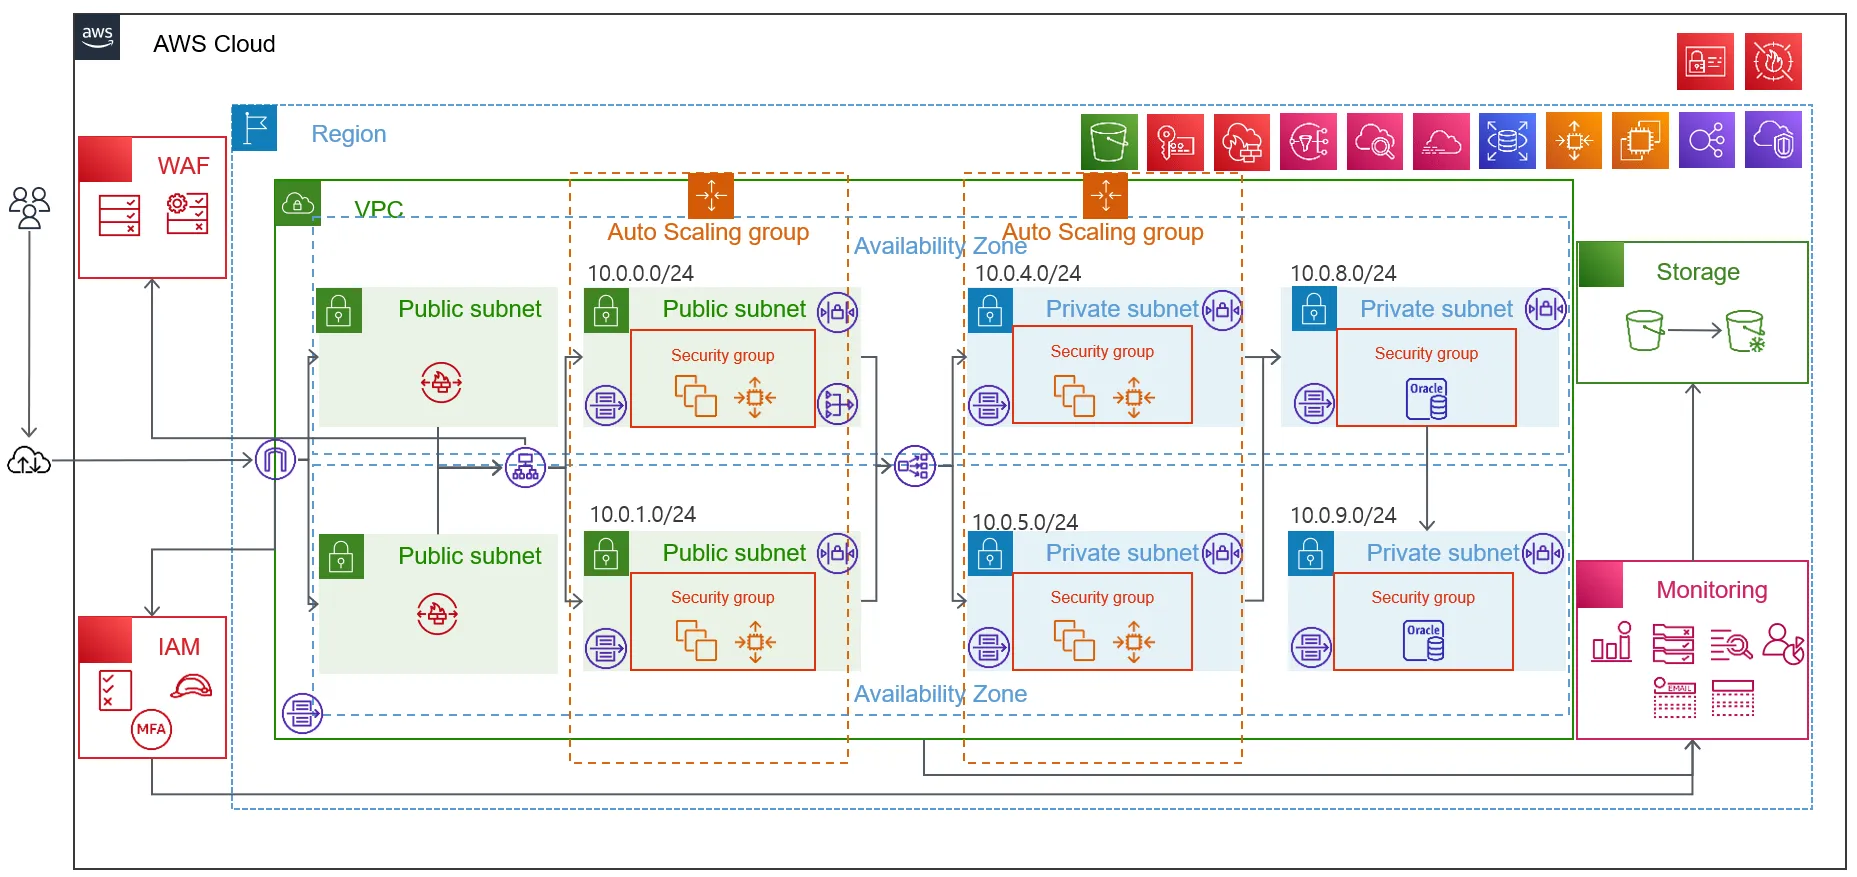 aws
AWS Cloud
Region
WAF
VPC
Auto Scaling group
Auto Scaling group
Availability Zone
10.0.0.0/24
10.0.4.0/24
10.0.8.0/24
Public subnet
Public subnet
Private subnet
Private subnet
Security group
Security group
Security group
Oracle
Storage
10.0.1.0/24
10.0.5.0/24
10.0.9.0/24
Public subnet
Public subnet
Private subnet
Private subnet
Security group
Security group
Security group
Oracle
Availability Zone
IAM
MFA
Monitoring
EMAIL